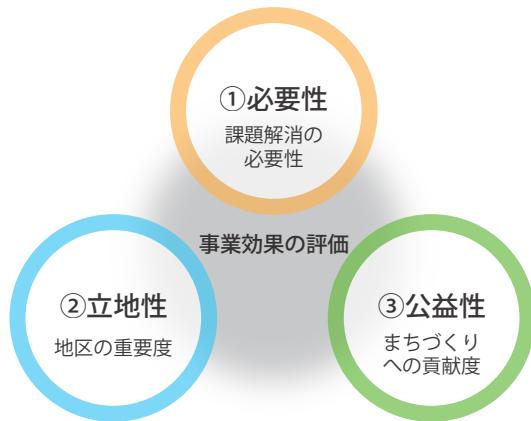 ①必要性
課題解消の
必要性
事業効果の評価
②立地性
地区の重要度
③公益性
まちづくり
への貢献度